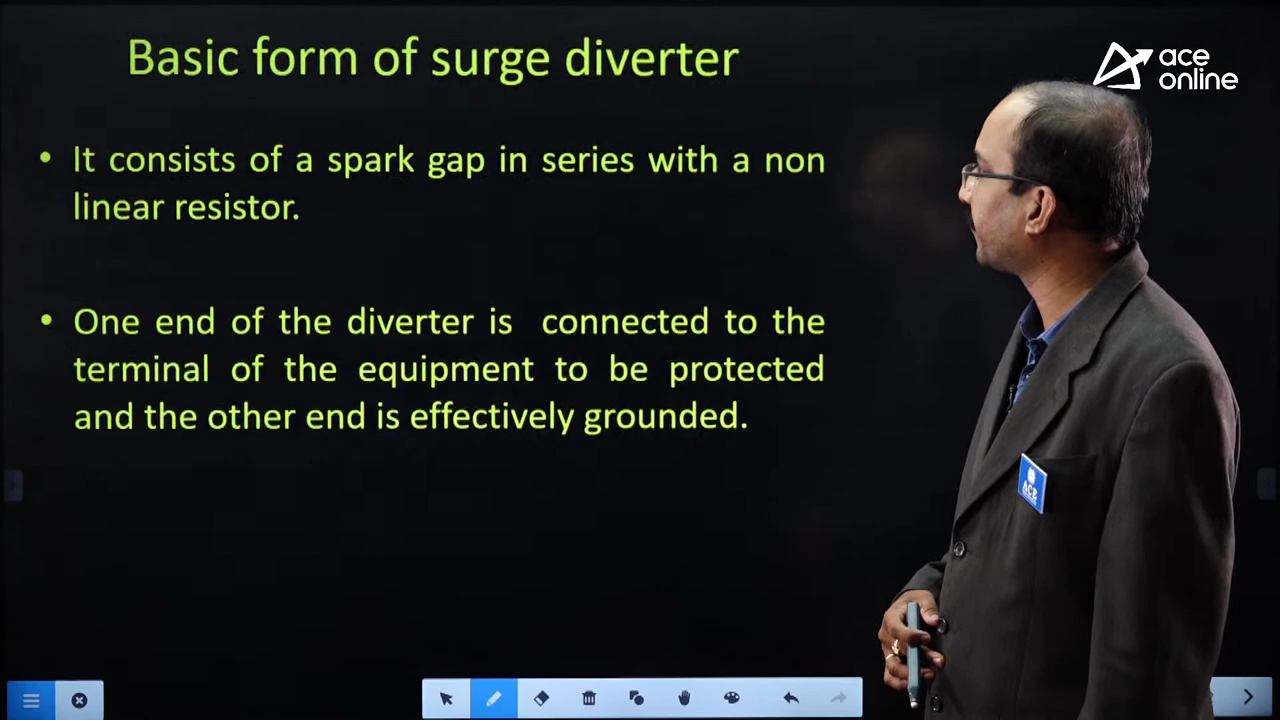 Basic form of surge diverter
ace
online
• It consists of a spark gap in series with a non
linear resistor.
• One end of the diverter is connected to the
terminal of the equipment to be protected
and the other end is effectively grounded.
ACE